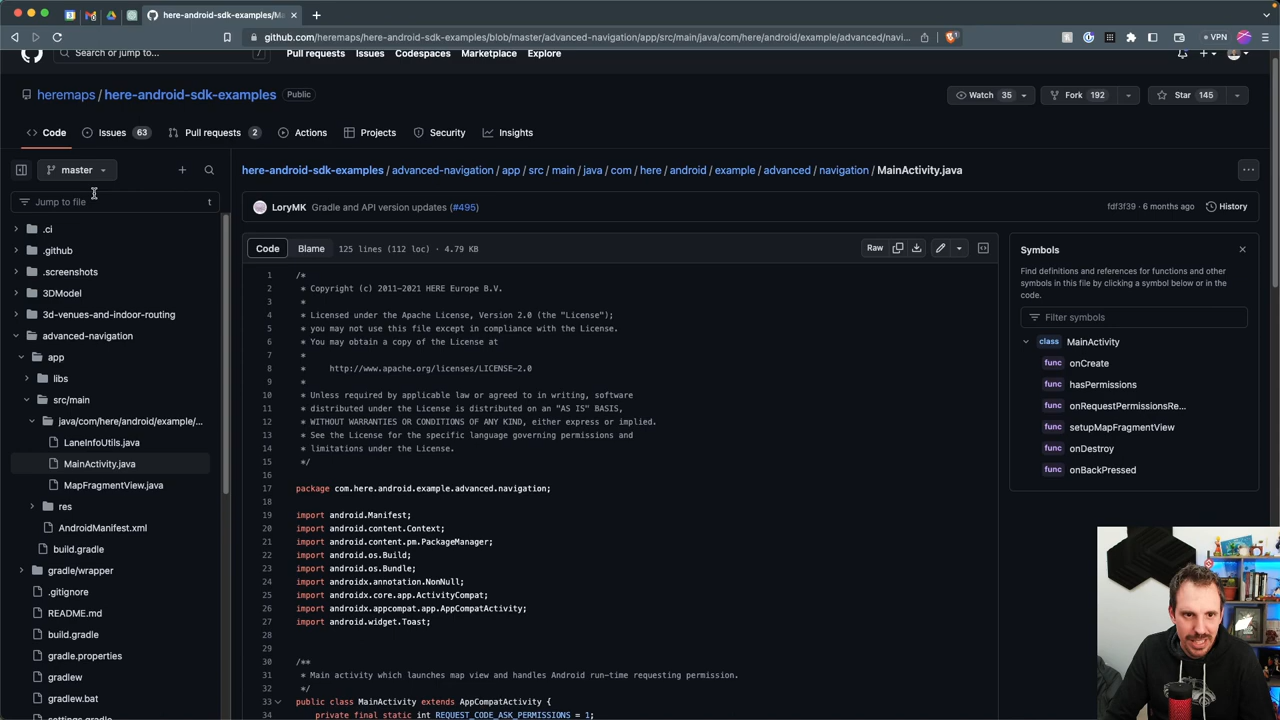 here-android-sdk-examples/Ma
github.com/heremaps/here-android-sdk-examples/blob/master/advanced-navigation/app/src/main/java/com/here/android/example/advanced/navi...
1
VPN
Search or jump to...
/
Pull requests
Issues
Codespaces
Marketplace
Explore
heremaps / here-android-sdk-examples
Public
Watch 35
Fork 192
Star 145
Code
Issues 63
Pull requests 2
Actions
Projects
Security
Insights
master
Jump to file
t
.ci
.github
.screenshots
3DModel
3d-venues-and-indoor-routing
advanced-navigation
app
libs
src/main
java/com/here/android/example/...
LaneInfoUtils.java
MainActivity.java
MapFragmentView.java
res
AndroidManifest.xml
build.gradle
gradle/wrapper
.gitignore
README.md
build.gradle
gradle.properties
gradlew
gradlew.bat
settings.gradle
here-android-sdk-examples / advanced-navigation / app / src / main / java / com / here / android / example / advanced / navigation / MainActivity.java
LoryMK Gradle and API version updates (#495)
fdf3f39 · 6 months ago
History
Code
Blame
125 lines (112 loc) · 4.79 KB
Raw
1 /*
2 * Copyright (c) 2011-2021 HERE Europe B.V.
3 *
4 * Licensed under the Apache License, Version 2.0 (the "License");
5 * you may not use this file except in compliance with the License.
6 * You may obtain a copy of the License at
7 *
8 * http://www.apache.org/licenses/LICENSE-2.0
9 *
10 * Unless required by applicable law or agreed to in writing, software
11 * distributed under the License is distributed on an "AS IS" BASIS,
12 * WITHOUT WARRANTIES OR CONDITIONS OF ANY KIND, either express or implied.
13 * See the License for the specific language governing permissions and
14 * limitations under the License.
15 */
16
17 package com.here.android.example.advanced.navigation;
18
19 import android.Manifest;
20 import android.content.Context;
21 import android.content.pm.PackageManager;
22 import android.os.Build;
23 import android.os.Bundle;
24 import androidx.annotation.NonNull;
25 import androidx.core.app.ActivityCompat;
26 import androidx.appcompat.app.AppCompatActivity;
27 import android.widget.Toast;
28
29
30 /**
31 * Main activity which launches map view and handles Android run-time requesting permission.
32 */
33 public class MainActivity extends AppCompatActivity {
34 private final static int REQUEST_CODE_ASK_PERMISSIONS = 1;
Symbols
Find definitions and references for functions and other
symbols in this file by clicking a symbol below or in the
code.
Filter symbols
class MainActivity
func onCreate
func hasPermissions
func onRequestPermissionsRe...
func setupMapFragmentView
func onDestroy
func onBackPressed